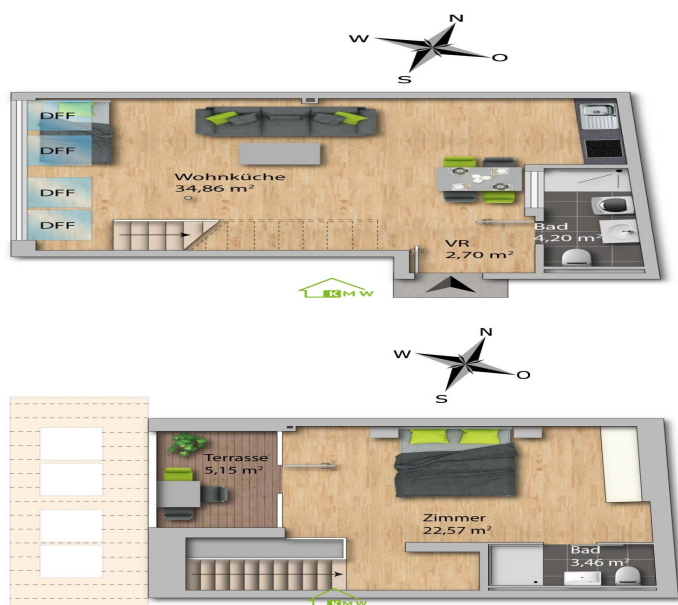 N
W
O
S
DFF
DFF
DFF
DFF
Wohnküche
34,86 m²
VR
2,70 m²
Bad
4,20 m²
KMW
N
W
O
S
Terrasse
5,15 m²
Zimmer
22,57 m²
Bad
3,46 m²
KMW